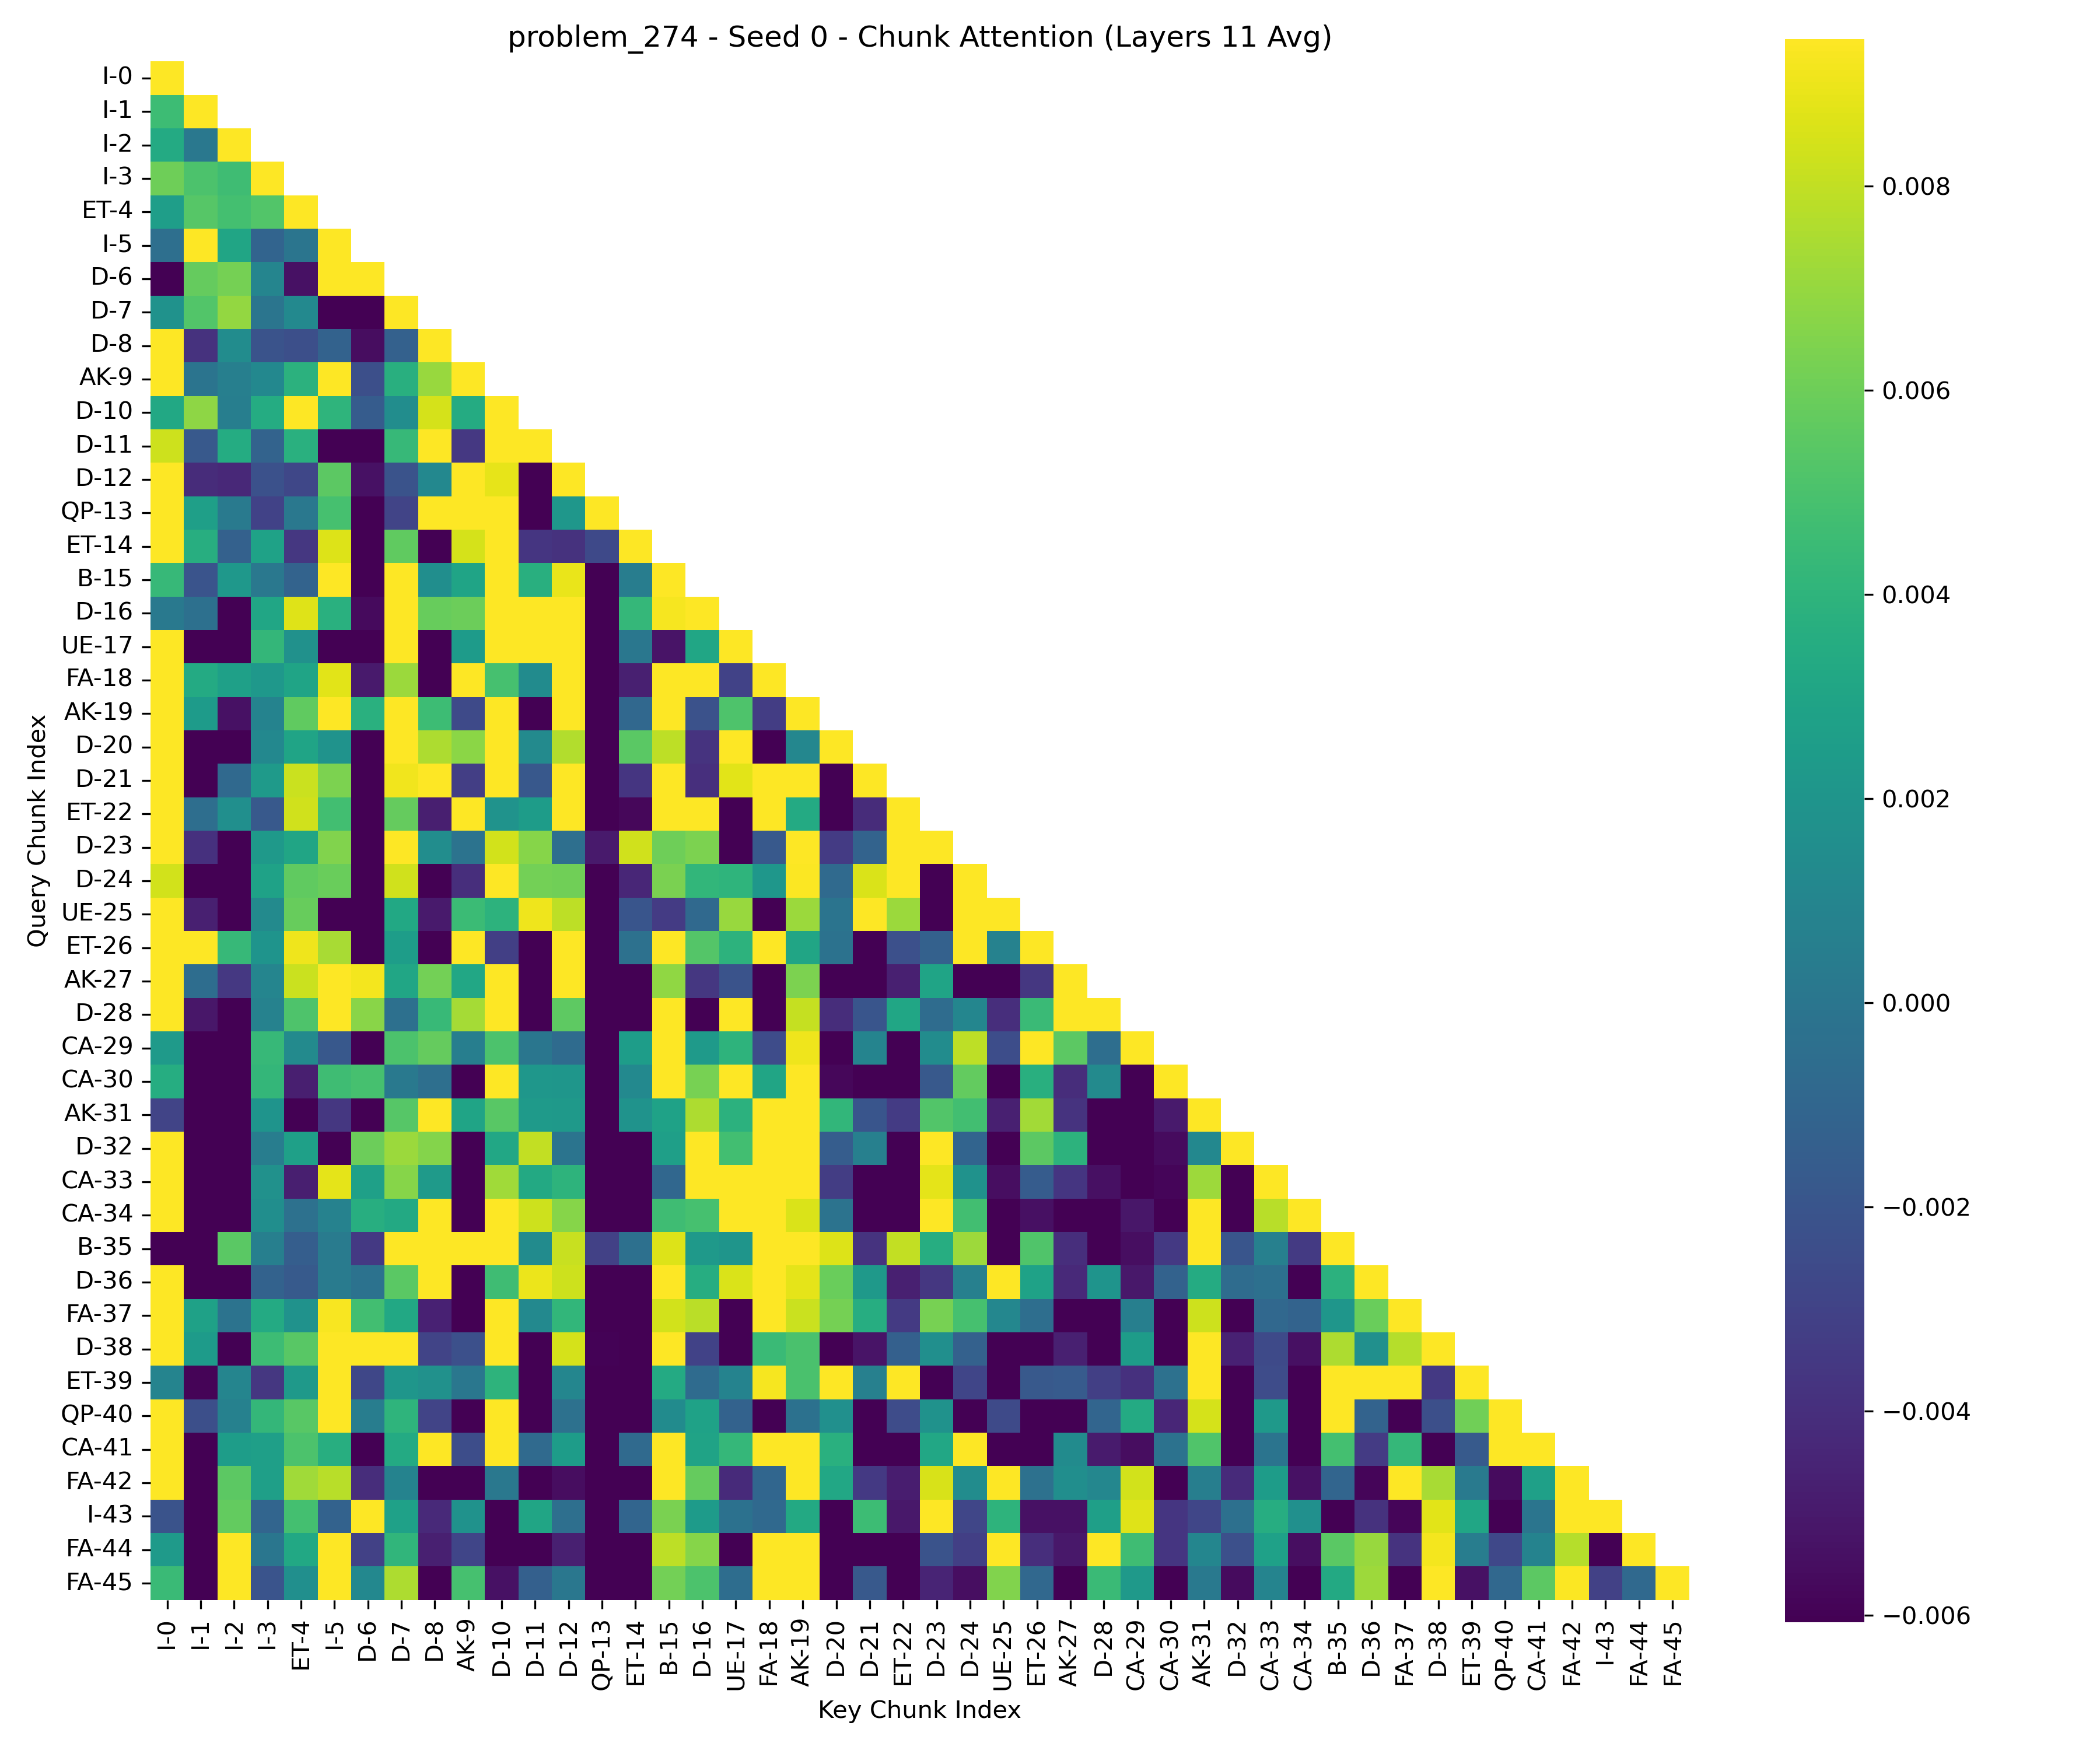 problem_274 - Seed 0 - Chunk Attention (Layers 11 Avg)
Query Chunk Index
I-0
I-1
I-2
I-3
ET-4
I-5
D-6
D-7
D-8
AK-9
D-10
D-11
D-12
QP-13
ET-14
B-15
D-16
UE-17
FA-18
AK-19
D-20
D-21
ET-22
D-23
D-24
UE-25
ET-26
AK-27
D-28
CA-29
CA-30
AK-31
D-32
CA-33
CA-34
B-35
D-36
FA-37
D-38
ET-39
QP-40
CA-41
FA-42
I-43
FA-44
FA-45
I-0
I-1
I-2
I-3
ET-4
I-5
D-6
D-7
D-8
AK-9
D-10
D-11
D-12
QP-13
ET-14
B-15
D-16
UE-17
FA-18
AK-19
D-20
D-21
ET-22
D-23
D-24
UE-25
ET-26
AK-27
D-28
CA-29
CA-30
AK-31
D-32
CA-33
CA-34
B-35
D-36
FA-37
D-38
ET-39
QP-40
CA-41
FA-42
I-43
FA-44
FA-45
Key Chunk Index
0.008
0.006
0.004
0.002
0.000
−0.002
−0.004
−0.006